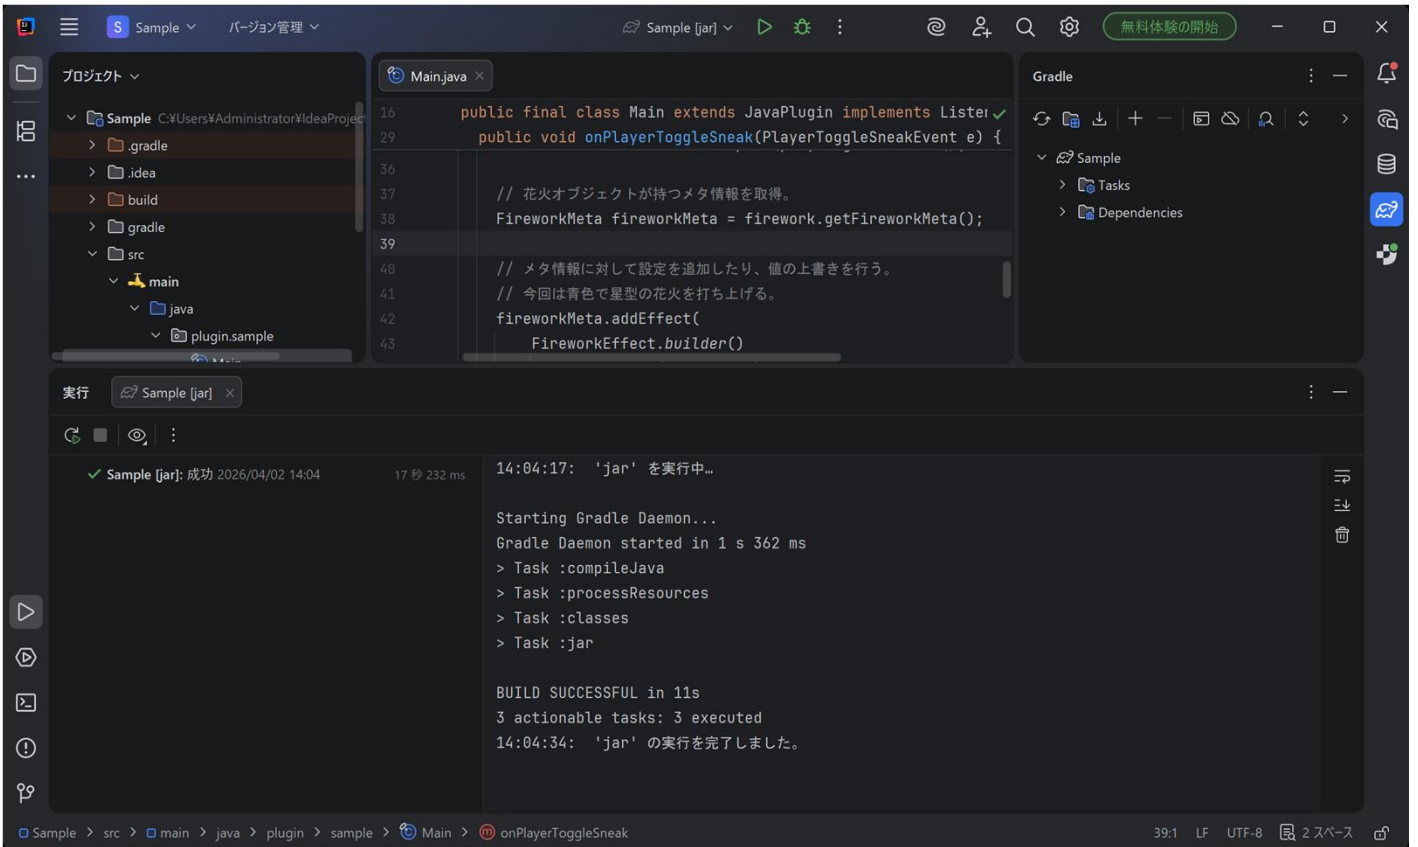 S Sample バージョン管理 Sample [jar] 無料体験の開始
プロジェクト
Sample C:¥Users¥Administrator¥IdeaProjec
.gradle
.idea
build
gradle
src
main
java
plugin.sample
Main
Main.java
16 public final class Main extends JavaPlugin implements Listen
29 public void onPlayerToggleSneak(PlayerToggleSneakEvent e) {
36
37 // 花火オブジェクトが持つメタ情報を取得。
38 FireworkMeta fireworkMeta = firework.getFireworkMeta();
39
40 // メタ情報に対して設定を追加したり、値の上書きを行う。
41 // 今回は青色で星型の花火を打ち上げる。
42 fireworkMeta.addEffect(
43 FireworkEffect.builder()
Gradle
Sample
Tasks
Dependencies
実行 Sample [jar]
Sample [jar]: 成功 2026/04/02 14:04 17 秒 232 ms
14:04:17: 'jar' を実行中…
Starting Gradle Daemon...
Gradle Daemon started in 1 s 362 ms
> Task :compileJava
> Task :processResources
> Task :classes
> Task :jar
BUILD SUCCESSFUL in 11s
3 actionable tasks: 3 executed
14:04:34: 'jar' の実行を完了しました。
Sample > src > main > java > plugin > sample > Main > onPlayerToggleSneak 39:1 LF UTF-8 2 スペース